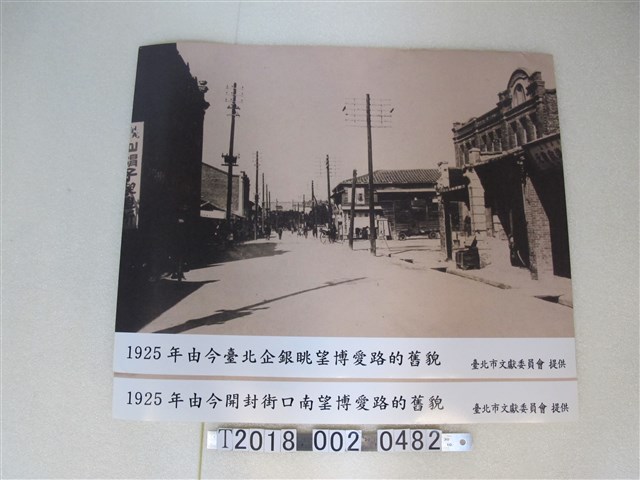 1925 年由今臺北企銀眺望博愛路的舊貌 臺北市文獻委員會 提供
1925 年由今開封街口南望博愛路的舊貌 臺北市文獻委員會 提供
T2018 002 0482